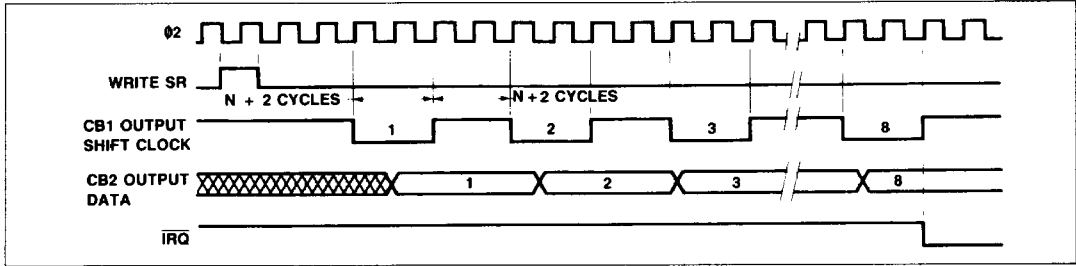 Φ2
WRITE SR
N + 2 CYCLES
N + 2 CYCLES
CB1 OUTPUT
SHIFT CLOCK
1
2
3
8
CB2 OUTPUT
DATA
1
2
3
8
IRQ